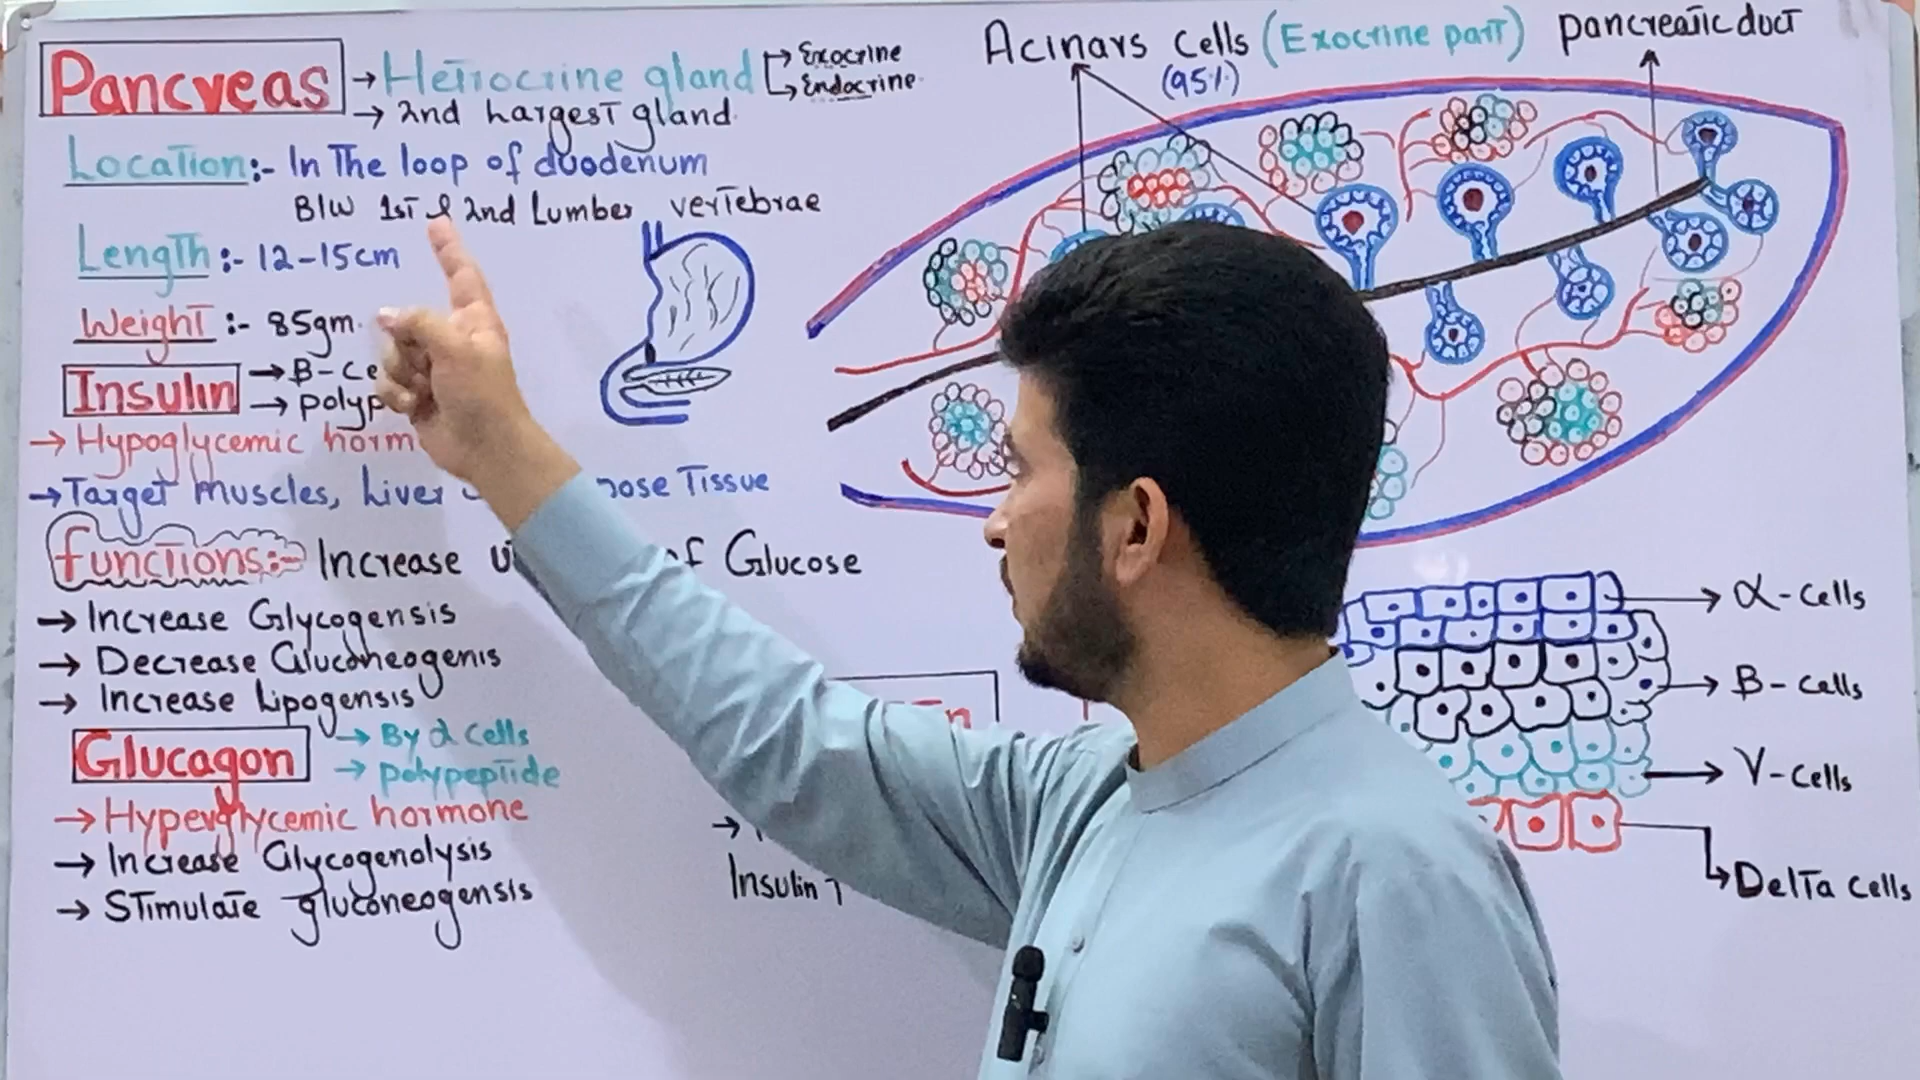 Pancreas → Hetrocrine gland → Exocrine
→ Endocrine
→ 2nd Largest gland
Location:- In The loop of duodenum
B/W 1st & 2nd Lumber vertebrae
Length :- 12-15cm
Weight :- 85gm
Insulin → B-Ce
→ polyp
→ Hypoglycemic horm
→ Target muscles, Liver
Tissue
functions:- Increase of Glucose
→ Increase Glycogensis
→ Decrease Gluconeogenis
→ Increase Lipogensis
Glucagon → By α cells
→ polypeptide
→ Hyperglycemic hormone
→ Increase Glycogenolysis
→ STimulate gluconeogensis
→
Insulin
Acinars cells (Exocrine part)
(95%)
pancreatic duct
α-cells
B-cells
γ-cells
Delta cells